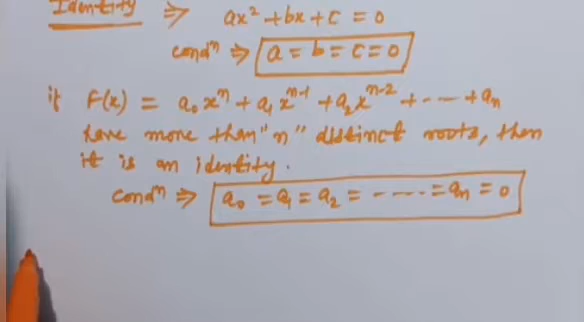 Identity ⇒ ax² + bx + c = 0
condⁿ ⇒ a = b = c = 0
if F(x) = a₀xⁿ + a₁xⁿ⁻¹ + a₂xⁿ⁻² + --- + aₙ
have more than "n" distinct roots, then
it is an identity.
condⁿ ⇒ a₀ = a₁ = a₂ = ----- = aₙ = 0